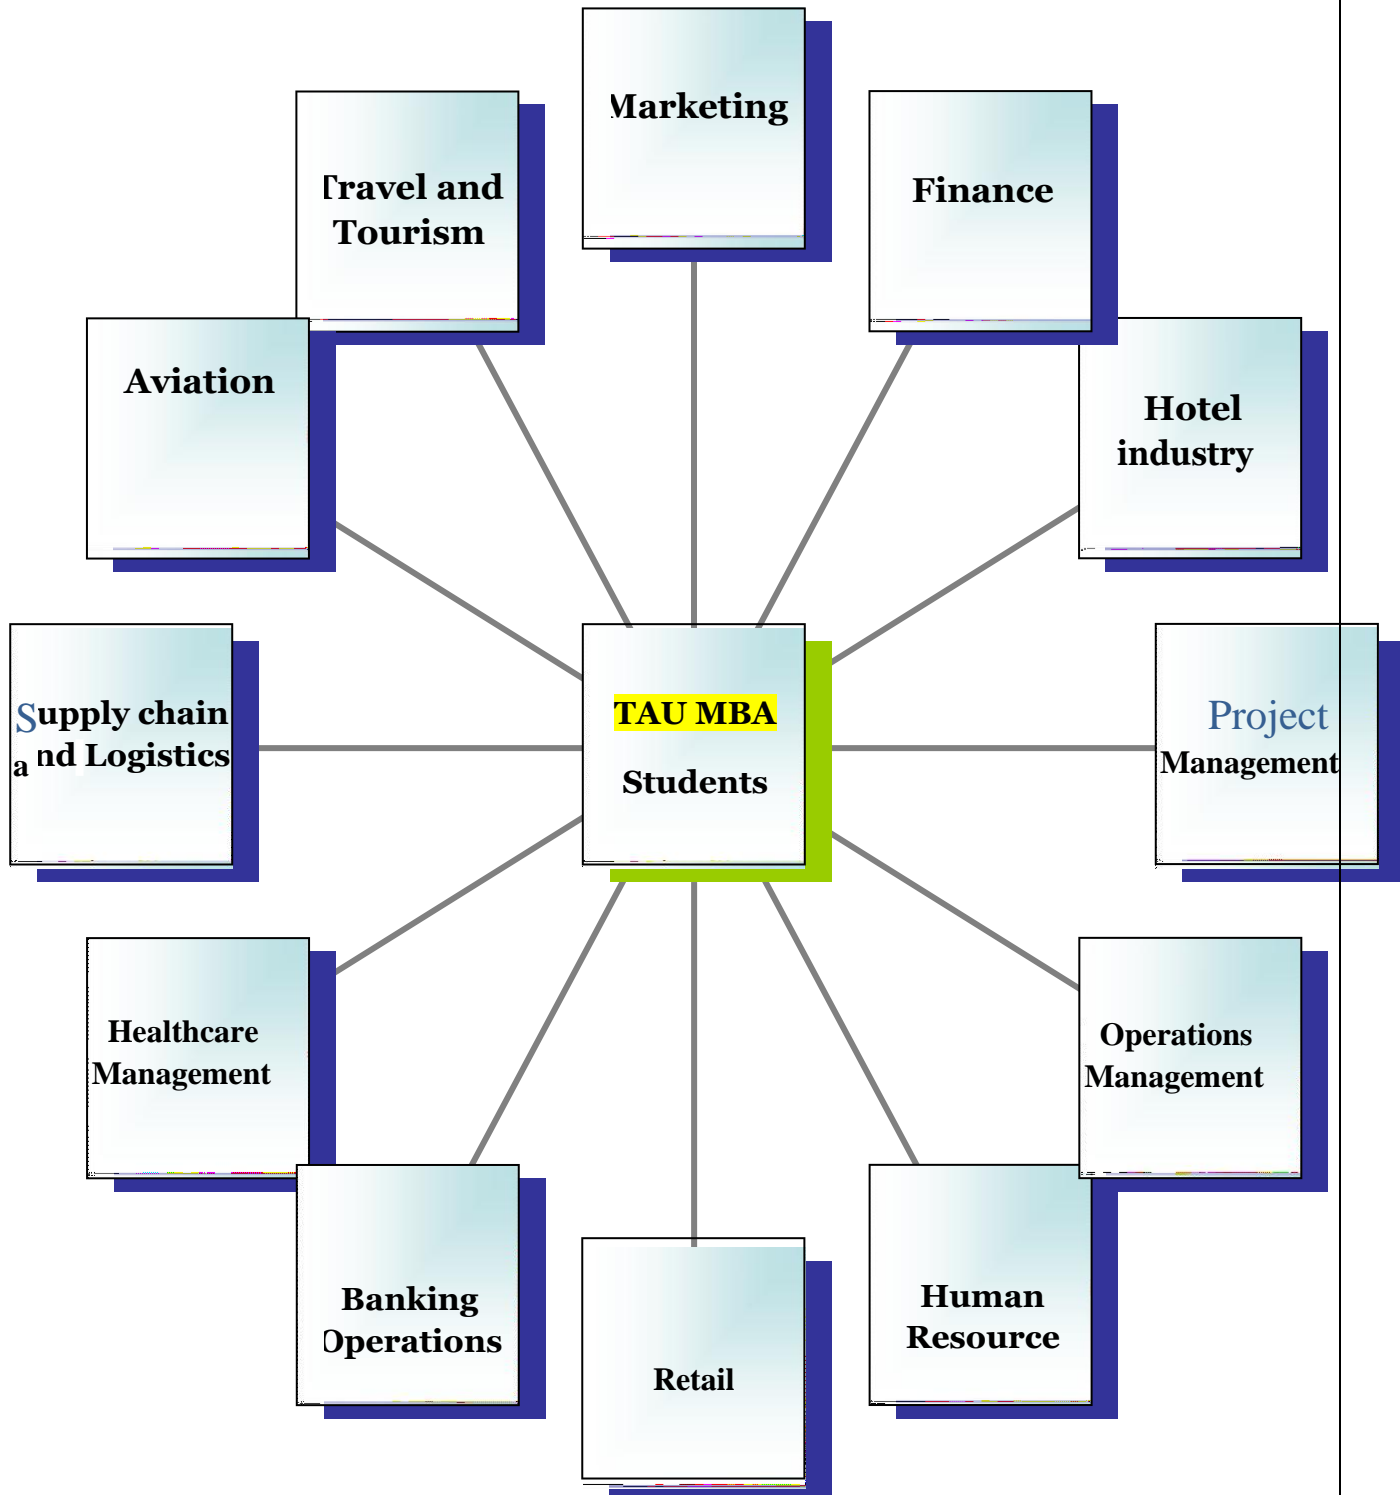 Marketing
Travel and
Tourism
Finance
Aviation
Hotel
industry
Supply chain
and Logistics
TAU MBA
Students
Project
Management
Healthcare
Management
Operations
Management
Banking
Operations
Retail
Human
Resource